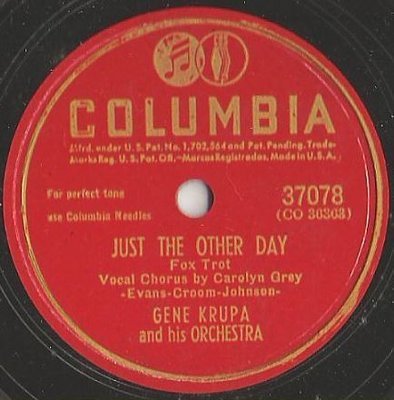 COLUMBIA
Mfrd. under U.S. Pat. No. 1,702,564 and Pat. Pending. Trade-
Marks Reg. U.S. Pat. Off.—Marcas Registradas, Made in U.S.A.
For perfect tone
use Columbia Needles
37078
(CO 36368)
JUST THE OTHER DAY
Fox Trot
Vocal Chorus by Carolyn Grey
-Evans-Croom-Johnson-
GENE KRUPA
and his ORCHESTRA